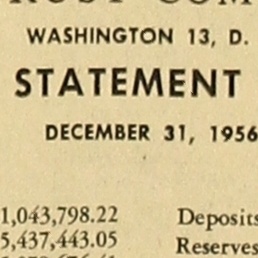 WASHINGTON 13, D.
STATEMENT
DECEMBER 31, 1956
1,043,798.22 Deposits
5,437,443.05 Reserves